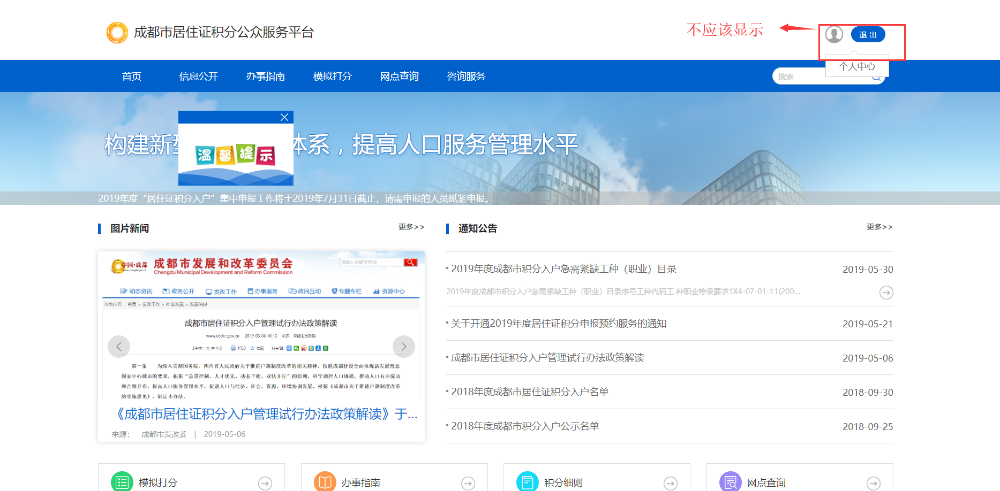 成都市居住证积分公众服务平台
不应该显示
退 出
个人中心
首页
信息公开
办事指南
模拟打分
网点查询
咨询服务
搜索
构建新型
体系，提高人口服务管理水平
温馨提示
2019年度“居住证积分入户”集中申报工作将于2019年7月31日截止，请需申报的人员抓紧申报。
图片新闻
更多>>
中国·成都
www.chengdu.gov.cn
成都市发展和改革委员会
Chengdu Municipal Development and Reform Commission
请输入关键字查询
动态资讯
政务公开
发改工作
办事服务
政民互动
专题专栏
资源中心
当前位置： 首页 > 发改工作 > 社会发展 > 发展信息
成都市居住证积分入户管理试行办法政策解读
www.cddrc.gov.cn 2019-05-06 10:15 来源：成都市发改委
【字体：大 中 小】 打印 收藏 分享到：
第一条 为深入贯彻国务院、四川省人民政府关于推进户籍制度改革的相关精神，按照成都建设全面体现新发展理念
国家中心城市的要求，根据“总量控制、人才优先、动态平衡、双轨并行”的原则，科学调控人口规模，推动人口有序流动
和合理分布，提高人口服务管理水平，促进人口与经济、社会、资源、环境协调发展，根据《成都市关于推进户籍制度改革
的实施意见》，制定本办法。
《成都市居住证积分入户管理试行办法政策解读》于...
来源： 成都市发改委 | 2019-05-06
通知公告
更多>>
2019年度成都市积分入户急需紧缺工种（职业）目录 2019-05-30
2019年度成都市积分入户急需紧缺工种（职业）目录序号工种代码工 种职业等级要求1X4-07-01-11(200...
关于开通2019年度居住证积分申报预约服务的通知 2019-05-21
成都市居住证积分入户管理试行办法政策解读 2019-05-06
2018年度成都市居住证积分入户名单 2018-09-30
2018年度成都市积分入户公示名单 2018-09-25
模拟打分
办事指南
积分细则
网点查询